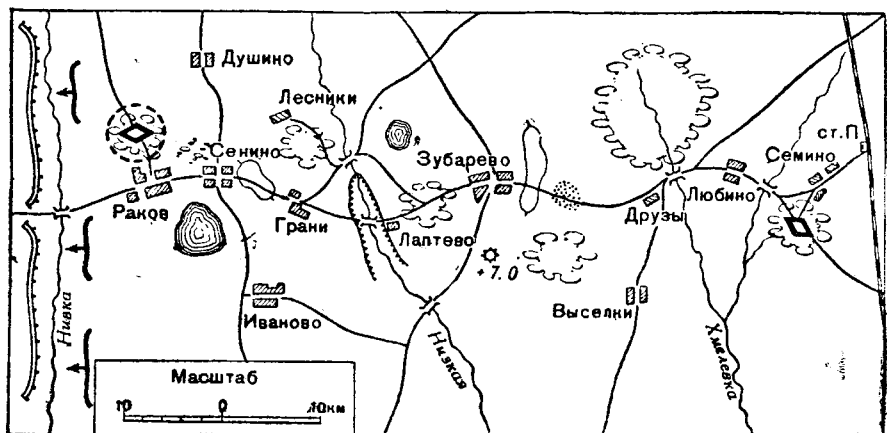 Душино
Лесники
ст. П
Сенино
Зубарево
Семино
Раков
Любино
Грани
Друзы
Лаптево
+7.0
Иваново
Выселки
Нивка
Низкая
Хмелевка
Масштаб
10 0 10км